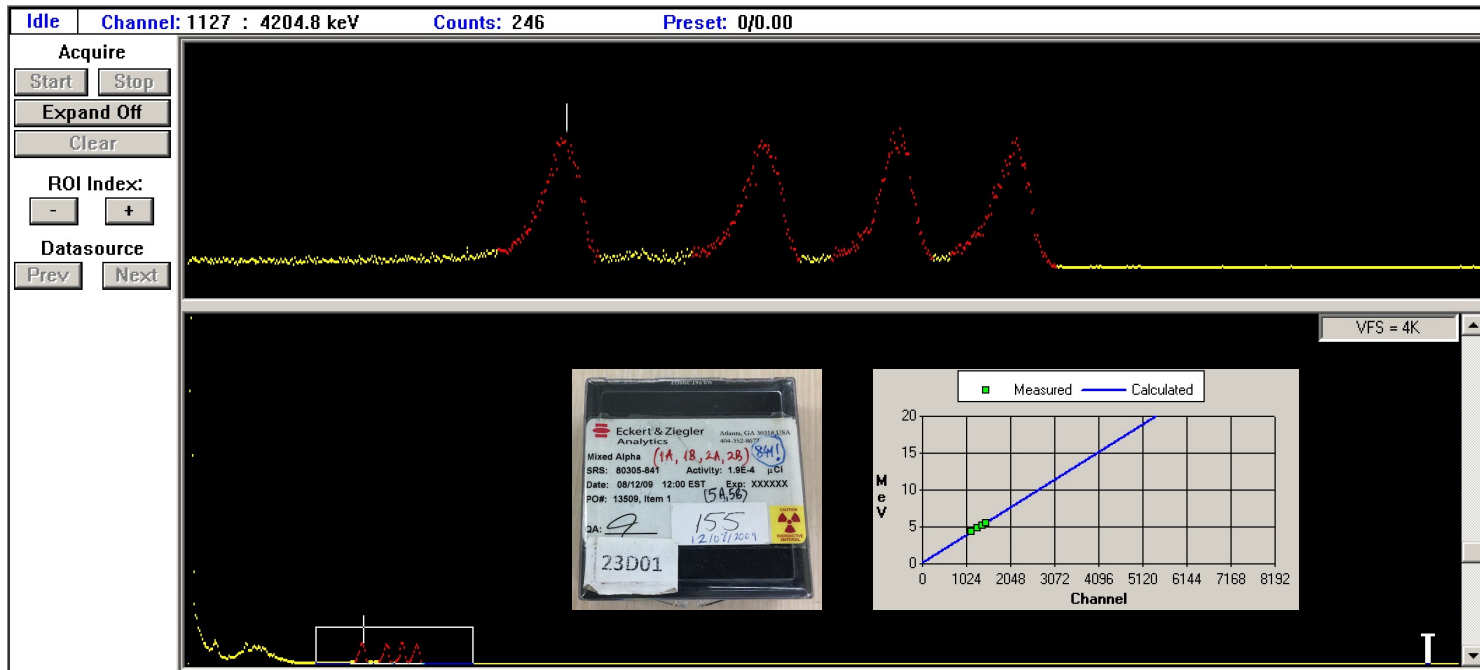 Idle Channel: 1127 : 4204.8 keV Counts: 246 Preset: 0/0.00
Acquire
Start Stop
Expand Off
Clear
ROI Index:
- +
Datasource
Prev Next
VFS = 4K
Eckert & Ziegler
Analytics
Atlanta, GA 30318 USA
Mixed Alpha (1A, 1B, 2A, 2B) 841!
SRS: 80305-841 Activity: 1.9E-4 µCi
Date: 08/12/09 12:00 EST Exp: XXXXXX
PO#: 13509, Item 1 (5A,5B)
QA:
155
12/07/2009
CAUTION
RADIOACTIVE
MATERIAL
23D01
Measured Calculated
20
15
10
5
0
MeV
0 1024 2048 3072 4096 5120 6144 7168 8192
Channel